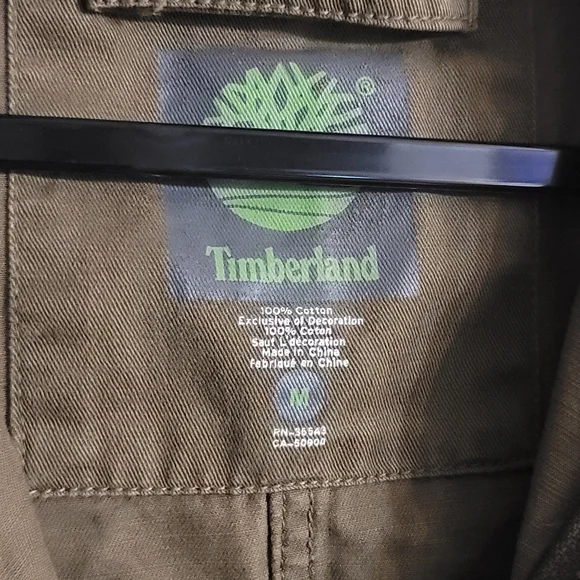 ®
Timberland
100% Cotton
Exclusive of Decoration
100% Coton
Sauf L décoration
Made in China
Fabriqué en Chine
M
RN-36543
CA-50900